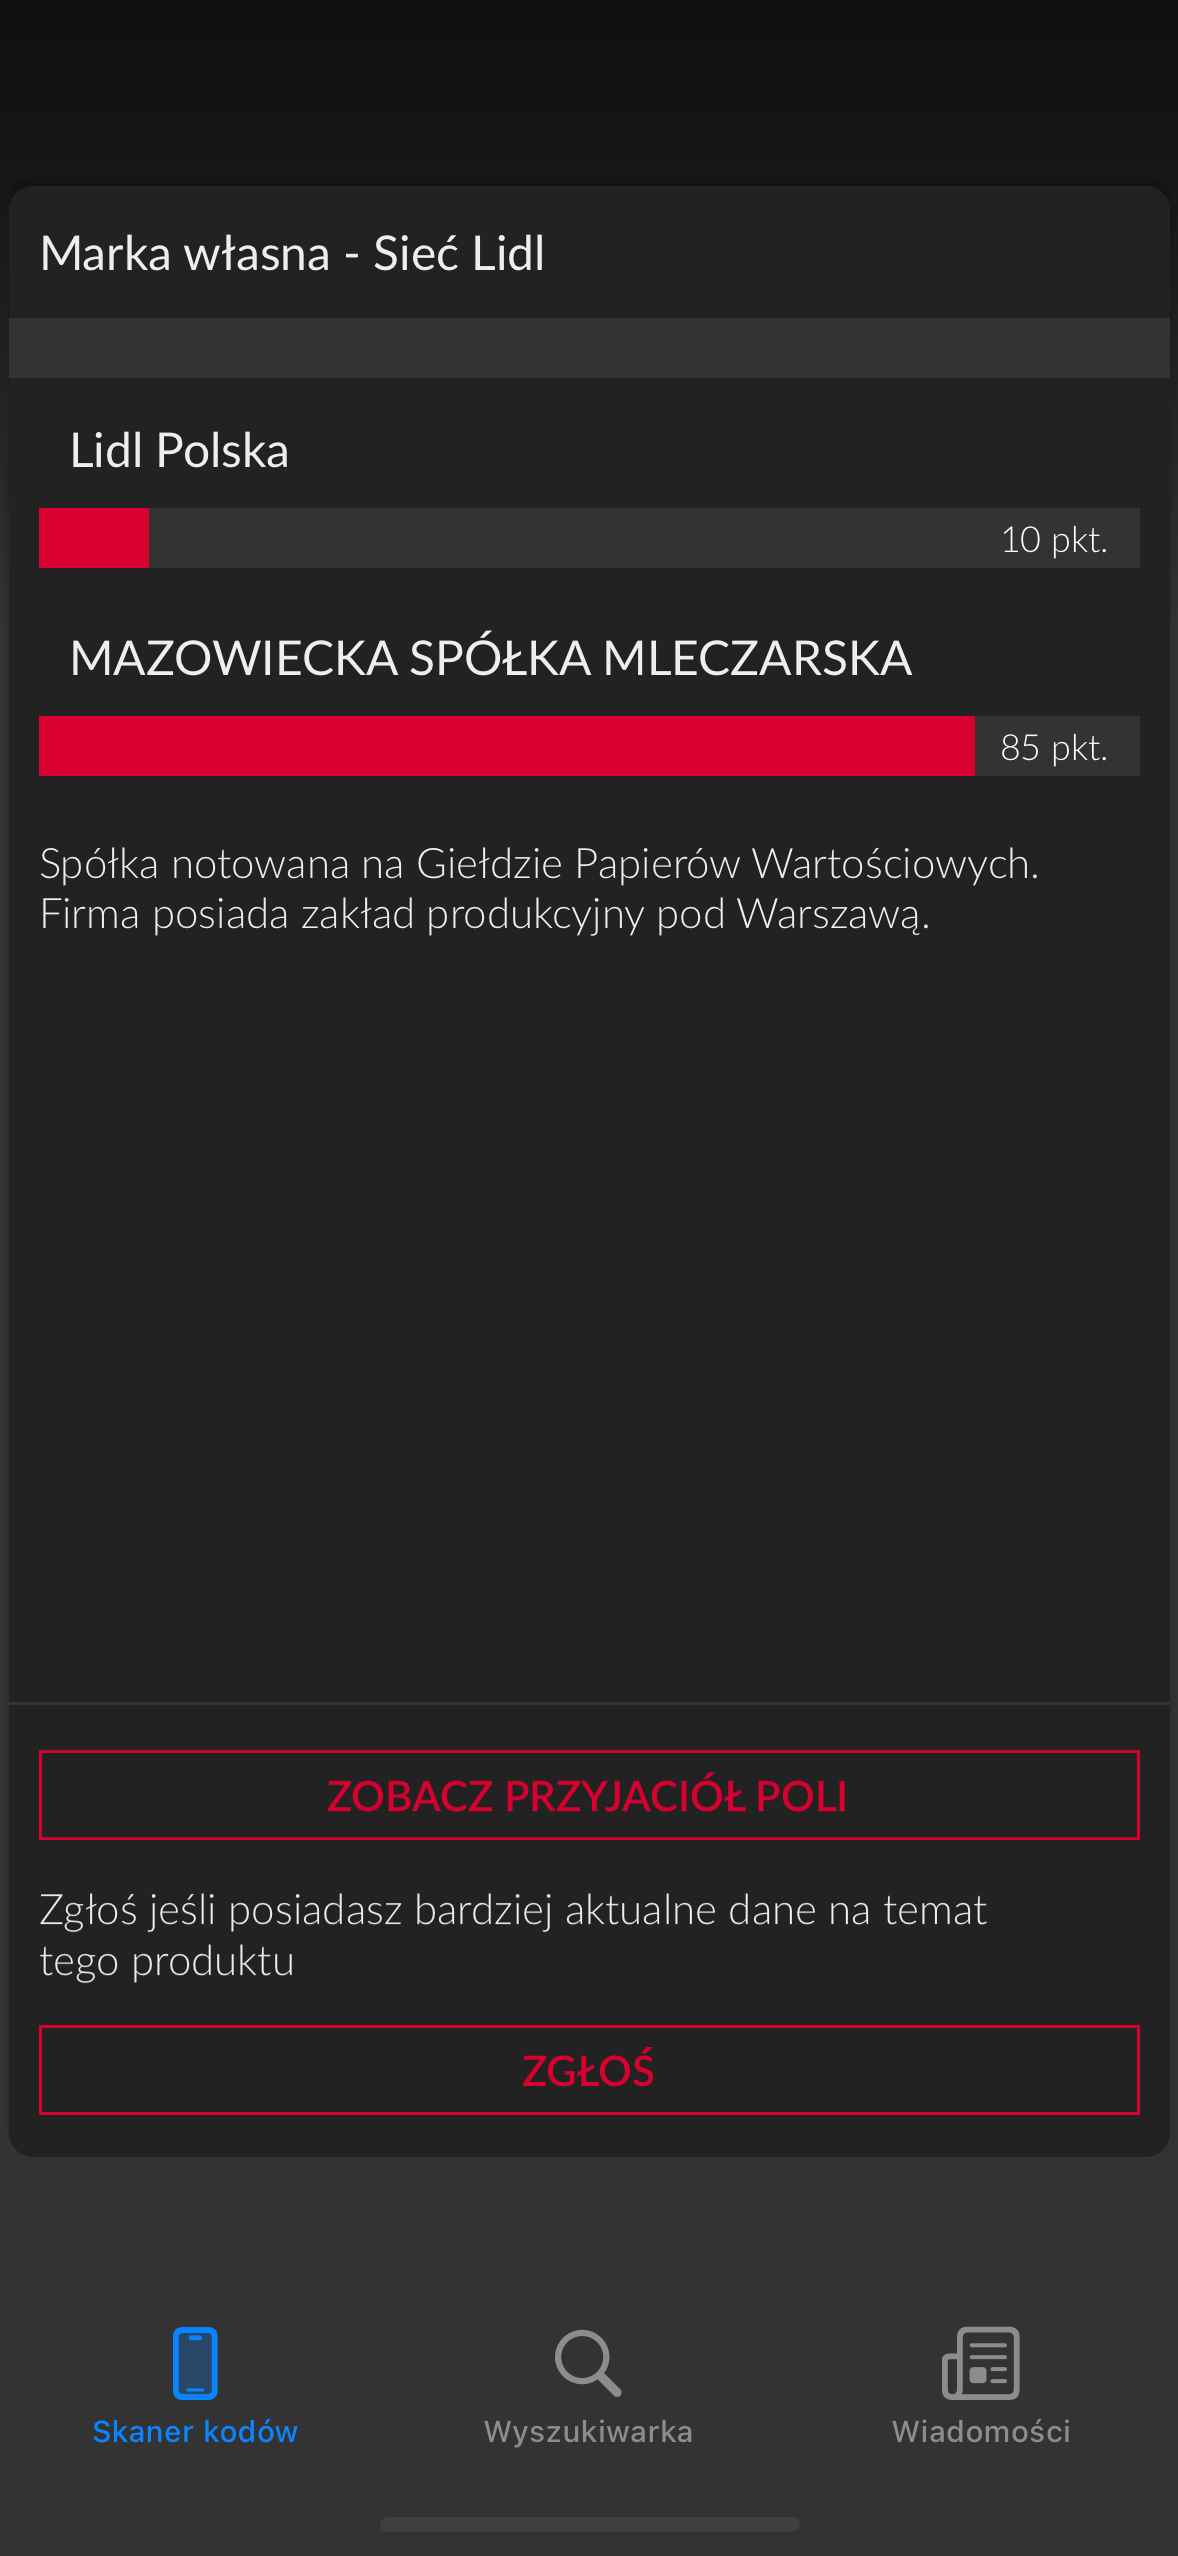 Marka własna - Sieć Lidl
Lidl Polska
10 pkt.
MAZOWIECKA SPÓŁKA MLECZARSKA
85 pkt.
Spółka notowana na Giełdzie Papierów Wartościowych.
Firma posiada zakład produkcyjny pod Warszawą.
ZOBACZ PRZYJACIÓŁ POLI
Zgłoś jeśli posiadasz bardziej aktualne dane na temat
tego produktu
ZGŁOŚ
Skaner kodów
Wyszukiwarka
Wiadomości